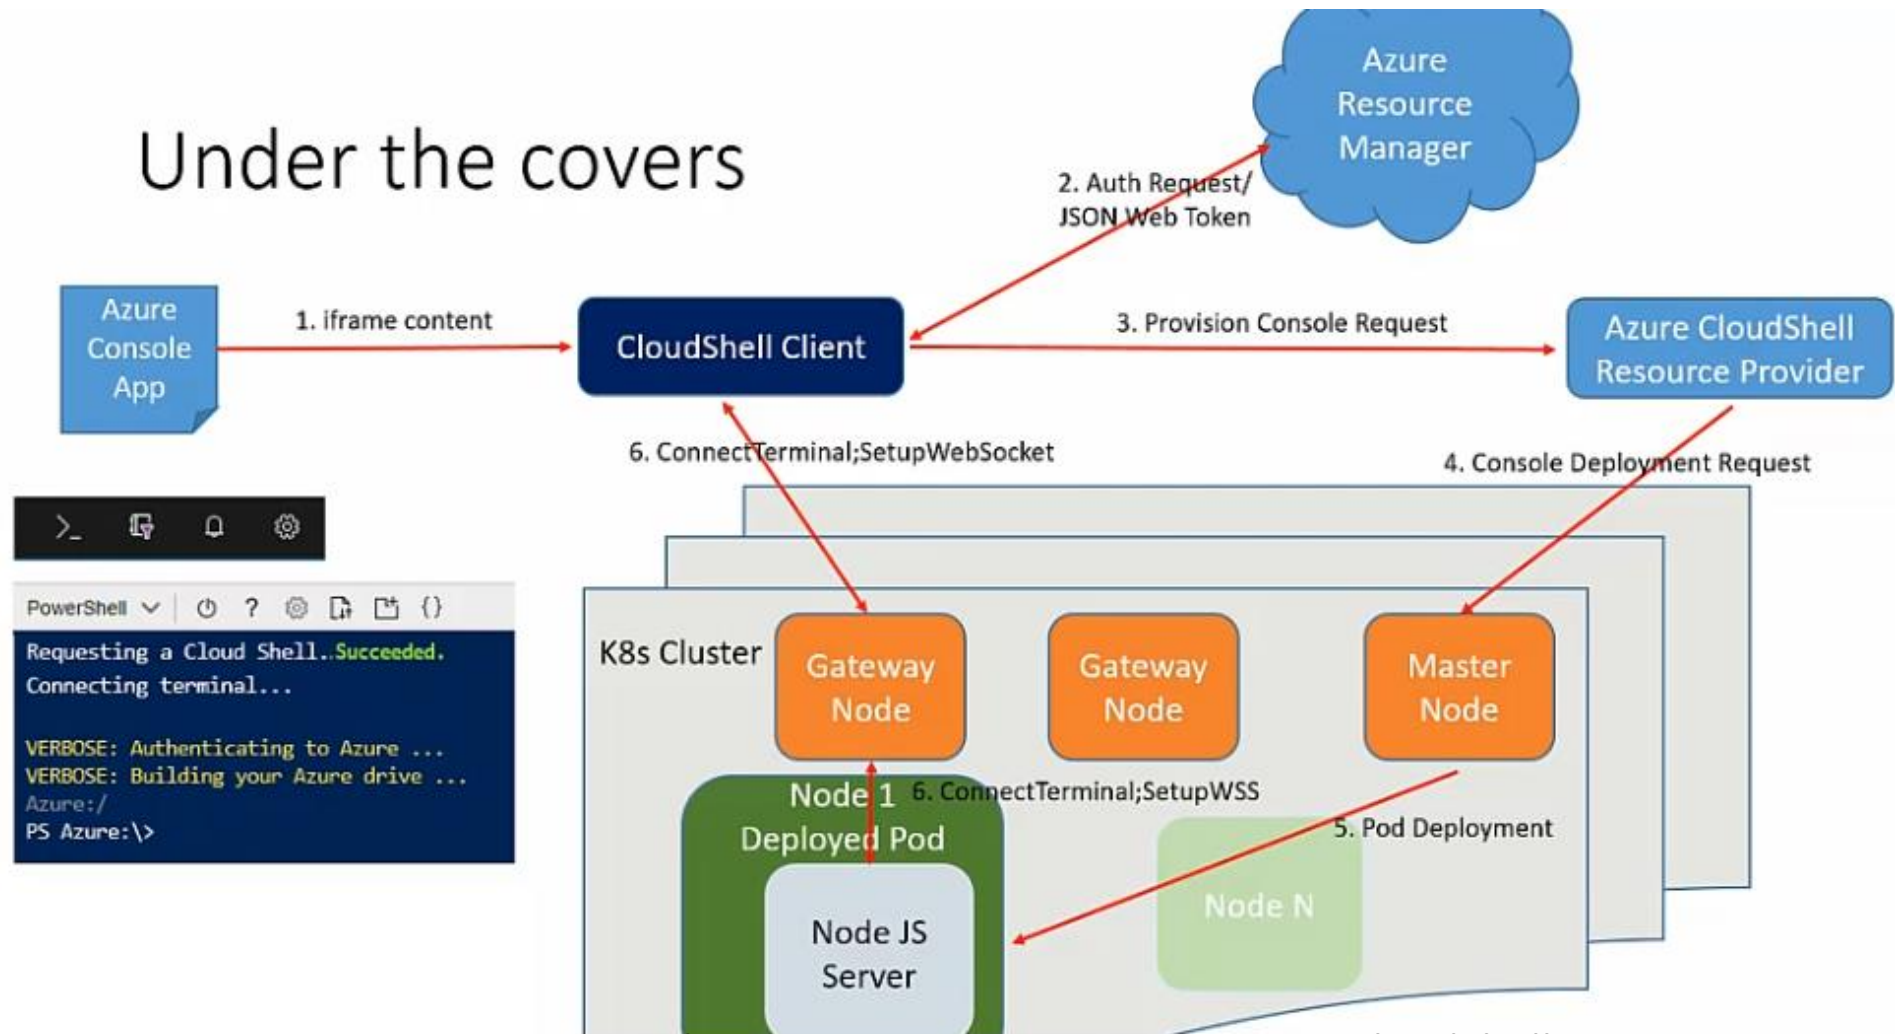 Under the covers
Azure
Resource
Manager
2. Auth Request/
JSON Web Token
Azure
Console
App
1. iframe content
CloudShell Client
3. Provision Console Request
Azure CloudShell
Resource Provider
6. ConnectTerminal;SetupWebSocket
4. Console Deployment Request
>_
PowerShell
?
{}
Requesting a Cloud Shell..Succeeded.
Connecting terminal...
VERBOSE: Authenticating to Azure ...
VERBOSE: Building your Azure drive ...
Azure:/
PS Azure:\>
K8s Cluster
Gateway
Node
Gateway
Node
Master
Node
Node 1
Deployed Pod
6. ConnectTerminal;SetupWSS
5. Pod Deployment
Node N
Node JS
Server